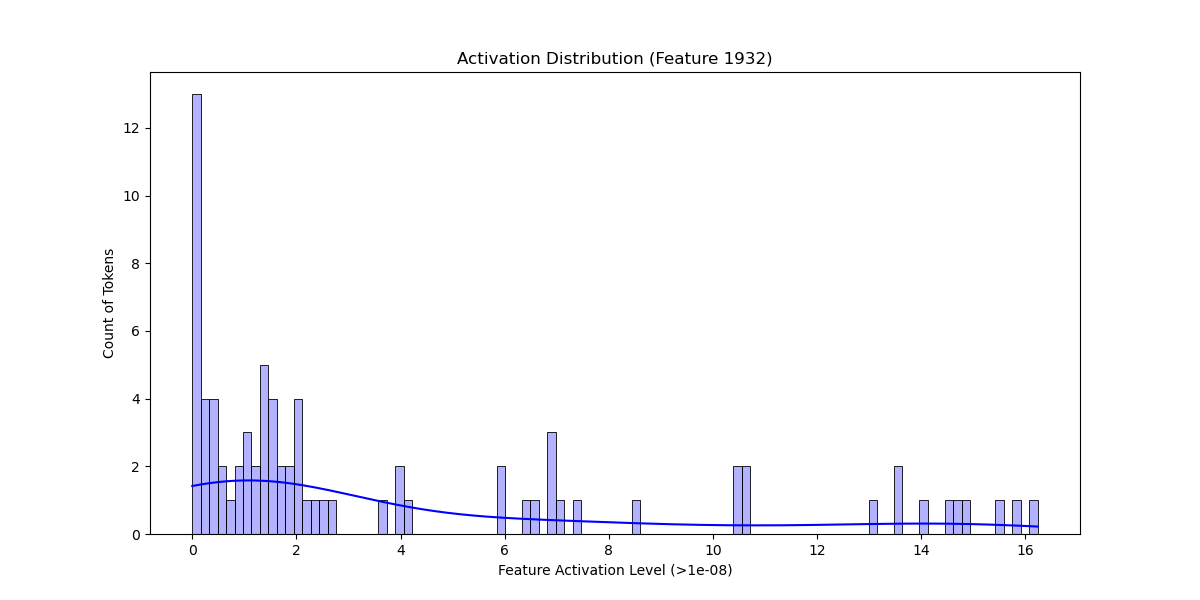 Activation Distribution (Feature 1932)
12
10
8
6
4
2
0
Count of Tokens
0 2 4 6 8 10 12 14 16
Feature Activation Level (>1e-08)